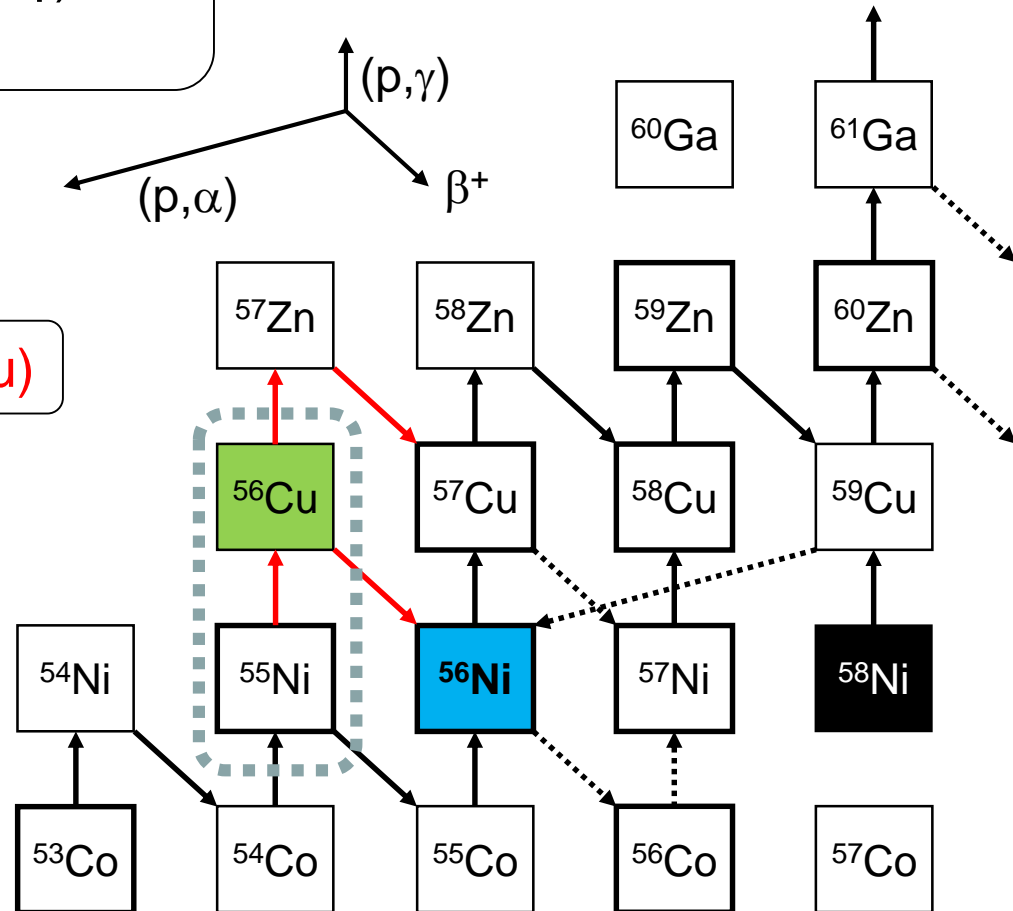 (p,γ)
(p,α)
β⁺
⁶⁰Ga
⁶¹Ga
⁵⁷Zn
⁵⁸Zn
⁵⁹Zn
⁶⁰Zn
u)
⁵⁶Cu
⁵⁷Cu
⁵⁸Cu
⁵⁹Cu
⁵⁴Ni
⁵⁵Ni
⁵⁶Ni
⁵⁷Ni
⁵⁸Ni
⁵³Co
⁵⁴Co
⁵⁵Co
⁵⁶Co
⁵⁷Co